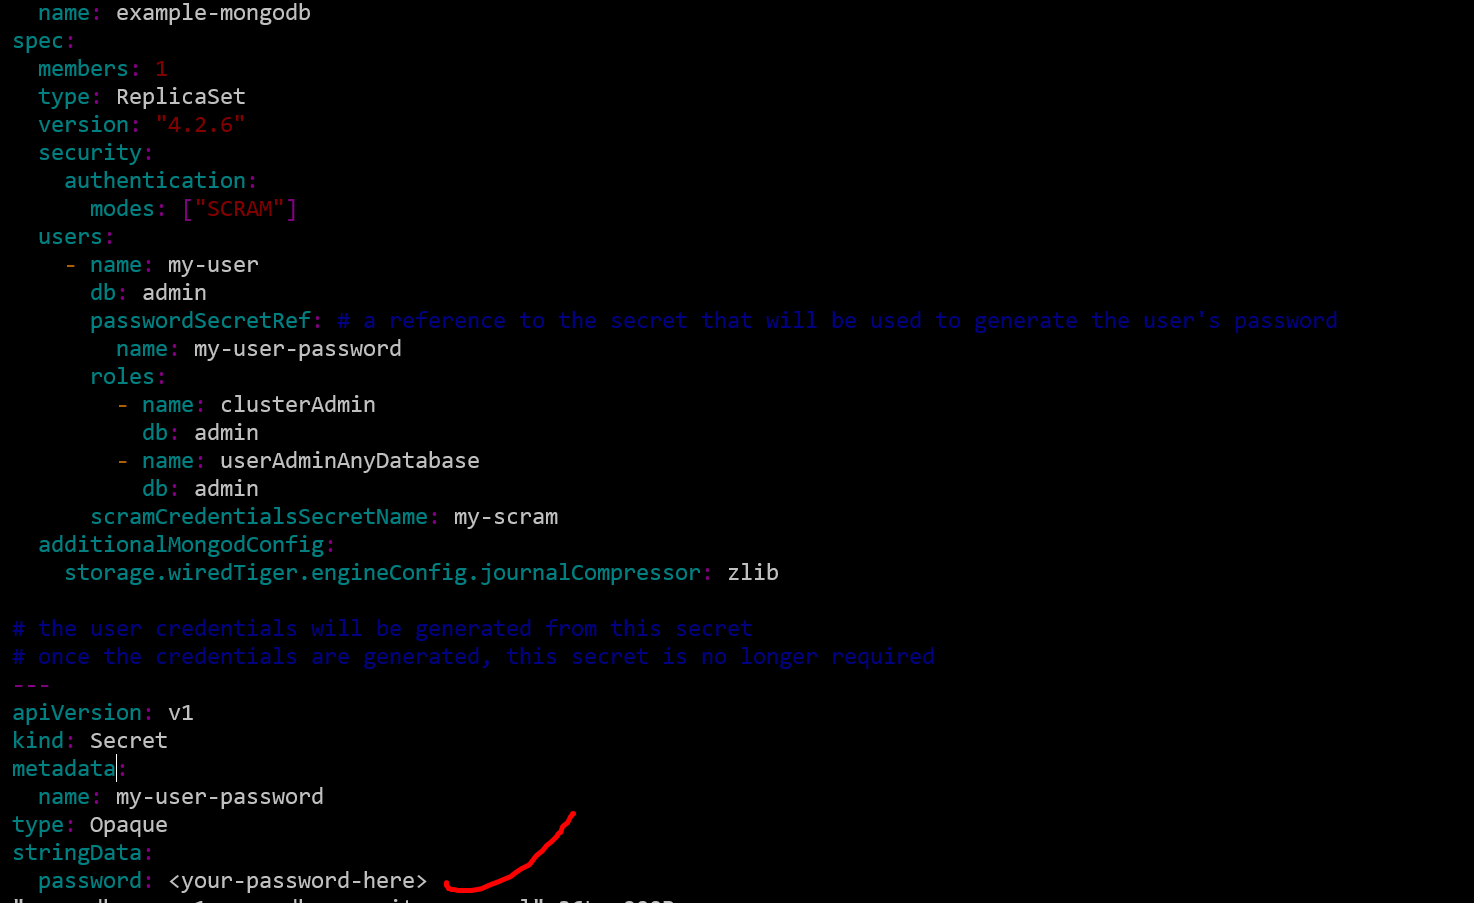 name: example-mongodb
spec:
  members: 1
  type: ReplicaSet
  version: "4.2.6"
  security:
    authentication:
      modes: ["SCRAM"]
  users:
    - name: my-user
      db: admin
      passwordSecretRef: # a reference to the secret that will be used to generate the user's password
        name: my-user-password
      roles:
        - name: clusterAdmin
          db: admin
        - name: userAdminAnyDatabase
          db: admin
      scramCredentialsSecretName: my-scram
  additionalMongodConfig:
    storage.wiredTiger.engineConfig.journalCompressor: zlib

# the user credentials will be generated from this secret
# once the credentials are generated, this secret is no longer required
---
apiVersion: v1
kind: Secret
metadata:
  name: my-user-password
type: Opaque
stringData:
  password: <your-password-here>